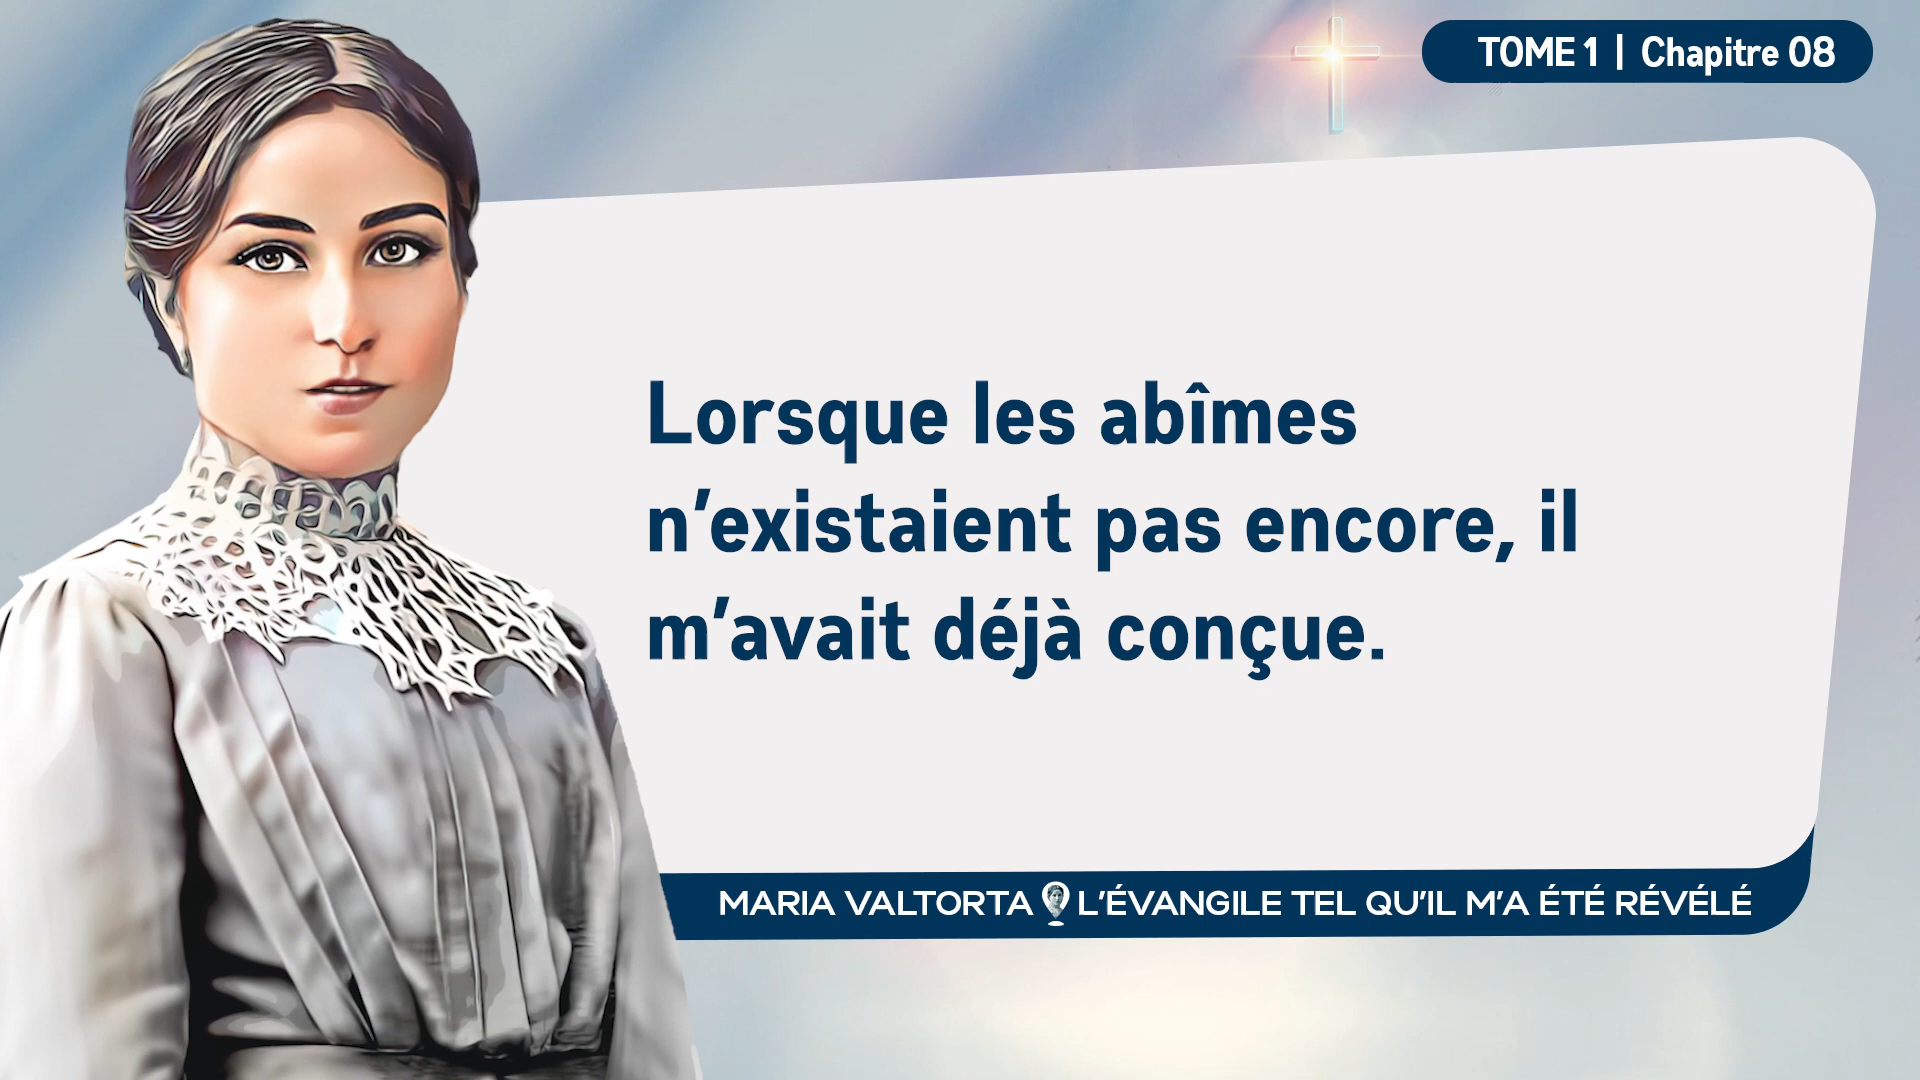 TOME 1 | Chapitre 08
Lorsque les abîmes
n’existaient pas encore, il
m’avait déjà conçue.
MARIA VALTORTA L’ÉVANGILE TEL QU’IL M’A ÉTÉ RÉVÉLÉ